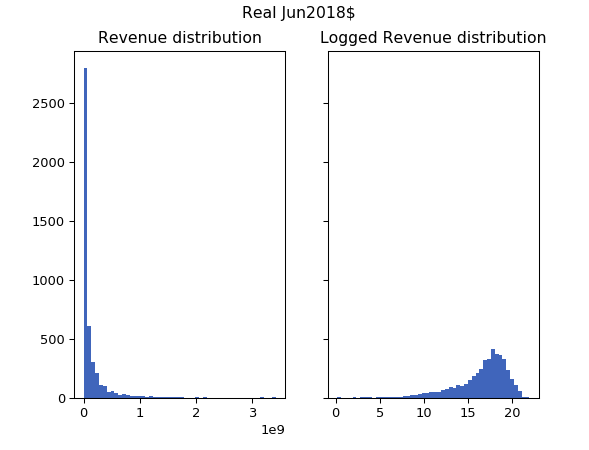 Real Jun2018$
Revenue distribution
Logged Revenue distribution
2500
2000
1500
1000
500
0
0 1 2 3
1e9
0 5 10 15 20